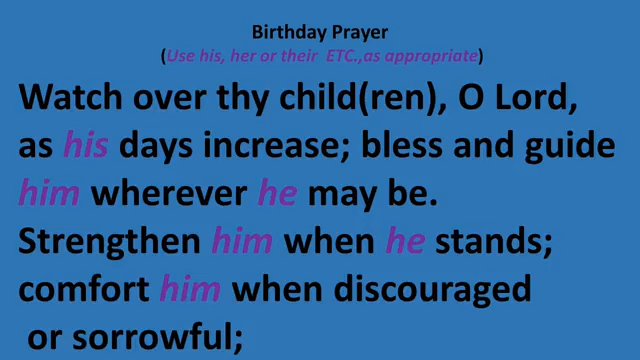 Birthday Prayer
(Use his, her or their ETC.,as appropriate)
Watch over thy child(ren), O Lord,
as his days increase; bless and guide
him wherever he may be.
Strengthen him when he stands;
comfort him when discouraged
or sorrowful;